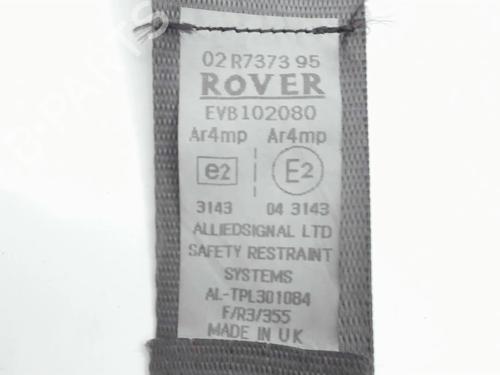 02 R7373 95
ROVER
EVB102080
Ar4mp Ar4mp
e2 E2
3143 04 3143
ALLIEDSIGNAL LTD
SAFETY RESTRAINT
SYSTEMS
AL-TPL301084
F/R3/355
MADE IN UK